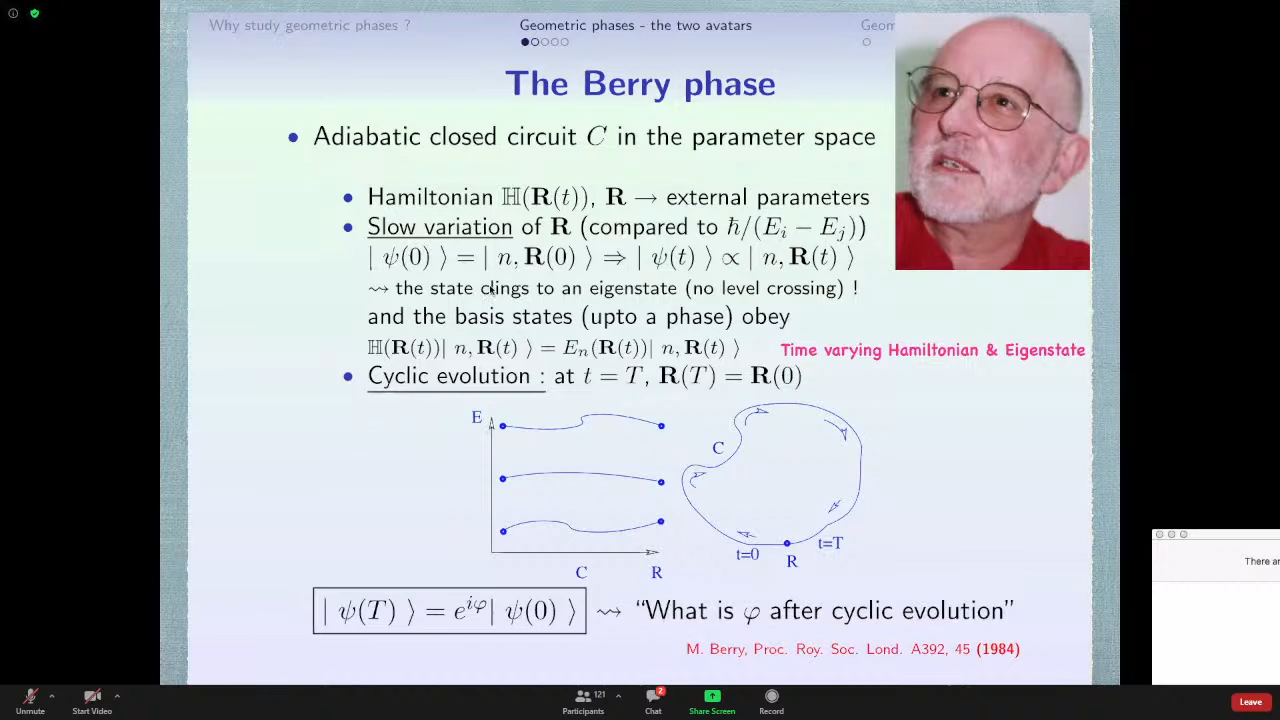 Why study geometric phase
Geometric phases - the two avatars
Geom
The Berry phase
• Adiabatic closed circuit C in the parameter space
Hamiltonian (R(t)), R external parameters
Slow variation of R compared to ħ/(E_i − E_j)
ψ(0) = n, R(0) ⇒ ψ(t) ∝ n, R(t)
∼ state clings to eigenstate (no level crossing)
and the basis states (upto a phase) obey
(t)) n, = (R(t)) n, R(t) ⟩
Time varying Hamiltonian & Eigenstate
Cyclic evolution : at T, R(T) = R(0)
E
C
t=0
R
=T
C
R
ψ(T) = e^{iφ} ψ(0)
“What is φ after cyclic evolution”
M. Berry, Proc. Roy. Soc. Lond. A392, 45 (1984)
There ar
121
2
Unmute
Start Video
Participants
Chat
Share Screen
Record
Leave